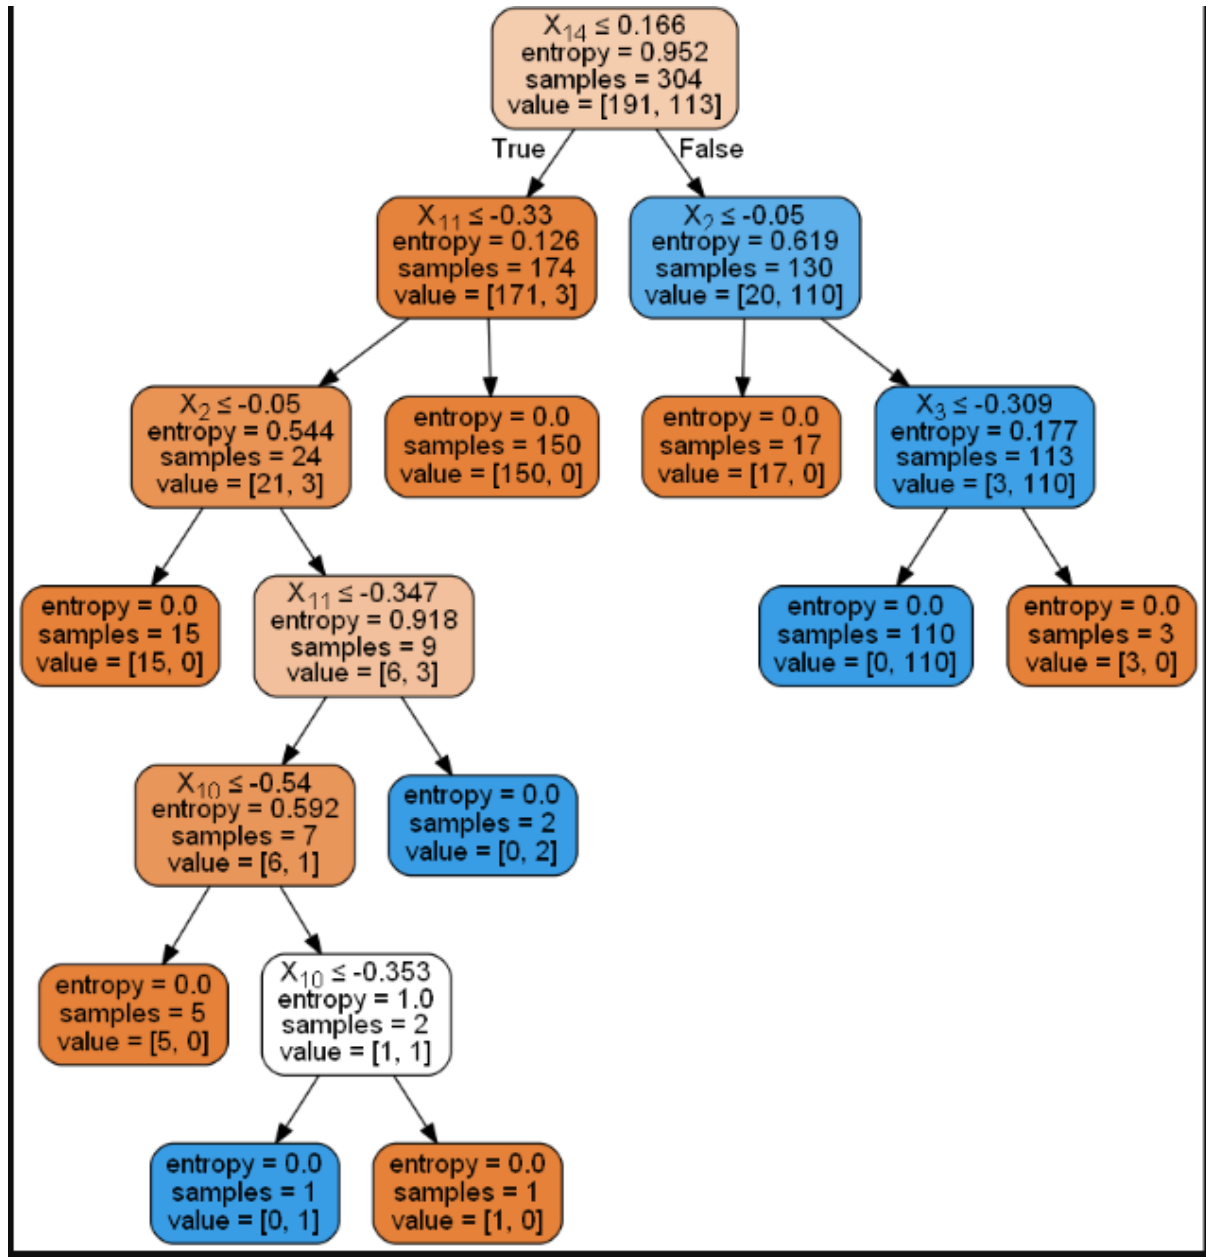 X₁₄ ≤ 0.166
entropy = 0.952
samples = 304
value = [191, 113]
True
False
X₁₁ ≤ -0.33
entropy = 0.126
samples = 174
value = [171, 3]
X₂ ≤ -0.05
entropy = 0.619
samples = 130
value = [20, 110]
X₂ ≤ -0.05
entropy = 0.544
samples = 24
value = [21, 3]
entropy = 0.0
samples = 150
value = [150, 0]
entropy = 0.0
samples = 17
value = [17, 0]
X₃ ≤ -0.309
entropy = 0.177
samples = 113
value = [3, 110]
entropy = 0.0
samples = 15
value = [15, 0]
X₁₁ ≤ -0.347
entropy = 0.918
samples = 9
value = [6, 3]
entropy = 0.0
samples = 110
value = [0, 110]
entropy = 0.0
samples = 3
value = [3, 0]
X₁₀ ≤ -0.54
entropy = 0.592
samples = 7
value = [6, 1]
entropy = 0.0
samples = 2
value = [0, 2]
entropy = 0.0
samples = 5
value = [5, 0]
X₁₀ ≤ -0.353
entropy = 1.0
samples = 2
value = [1, 1]
entropy = 0.0
samples = 1
value = [0, 1]
entropy = 0.0
samples = 1
value = [1, 0]